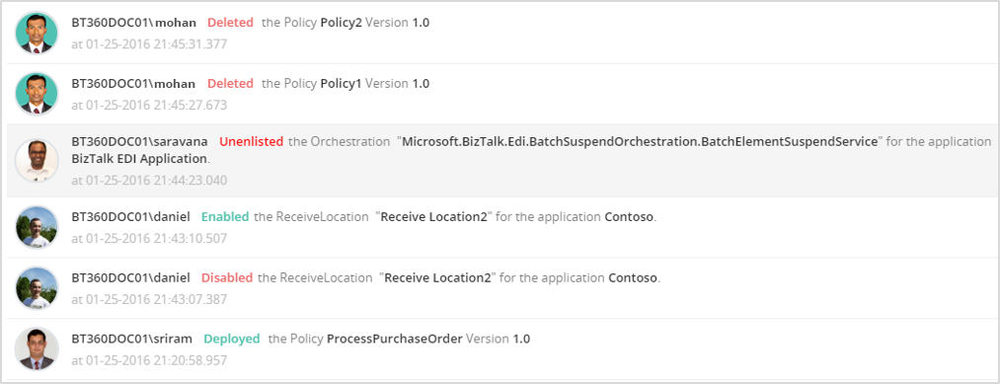 BT360DOC01\mohan Deleted the Policy Policy2 Version 1.0
at 01-25-2016 21:45:31.377
BT360DOC01\mohan Deleted the Policy Policy1 Version 1.0
at 01-25-2016 21:45:27.673
BT360DOC01\saravana Unenlisted the Orchestration "Microsoft.BizTalk.Edi.BatchSuspendOrchestration.BatchElementSuspendService" for the application
BizTalk EDI Application.
at 01-25-2016 21:44:23.040
BT360DOC01\daniel Enabled the ReceiveLocation "Receive Location2" for the application Contoso.
at 01-25-2016 21:43:10.507
BT360DOC01\daniel Disabled the ReceiveLocation "Receive Location2" for the application Contoso.
at 01-25-2016 21:43:07.387
BT360DOC01\sriram Deployed the Policy ProcessPurchaseOrder Version 1.0
at 01-25-2016 21:20:58.957